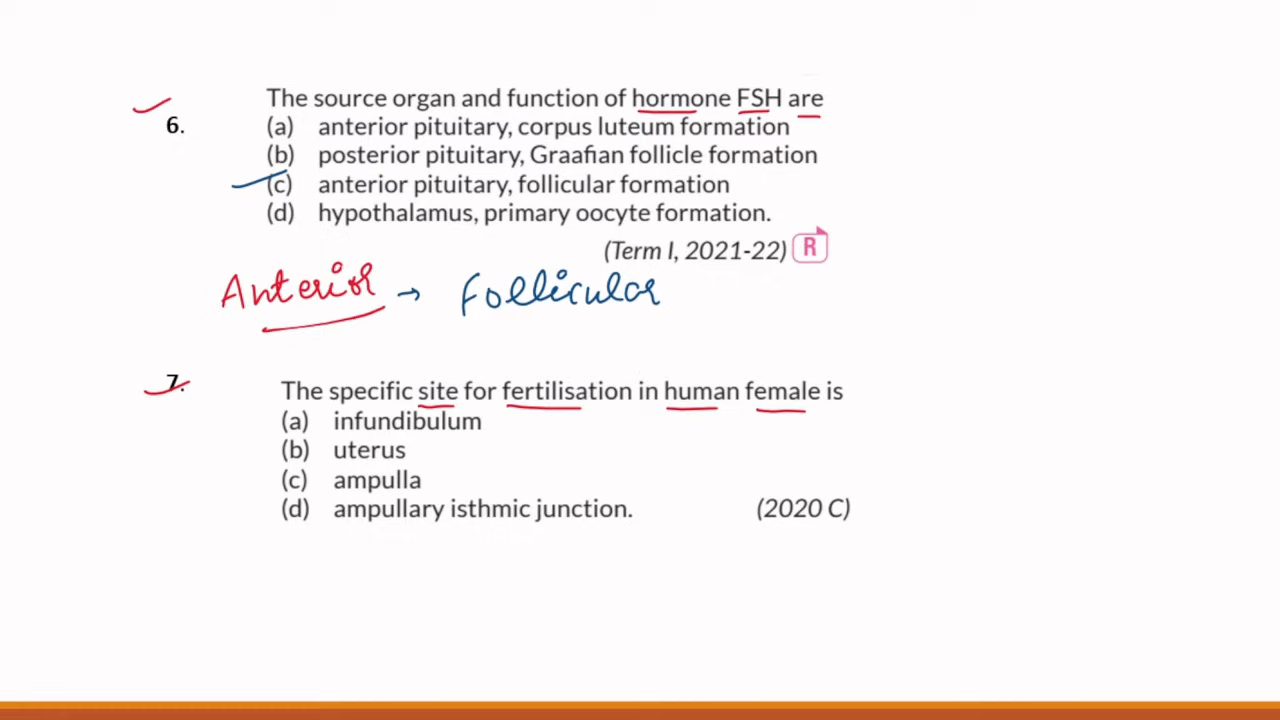 The source organ and function of hormone FSH are
6.
(a) anterior pituitary, corpus luteum formation
(b) posterior pituitary, Graafian follicle formation
(c) anterior pituitary, follicular formation
(d) hypothalamus, primary oocyte formation.
(Term I, 2021-22) R
Anterior → Follicular
7.
The specific site for fertilisation in human female is
(a) infundibulum
(b) uterus
(c) ampulla
(d) ampullary isthmic junction. (2020 C)